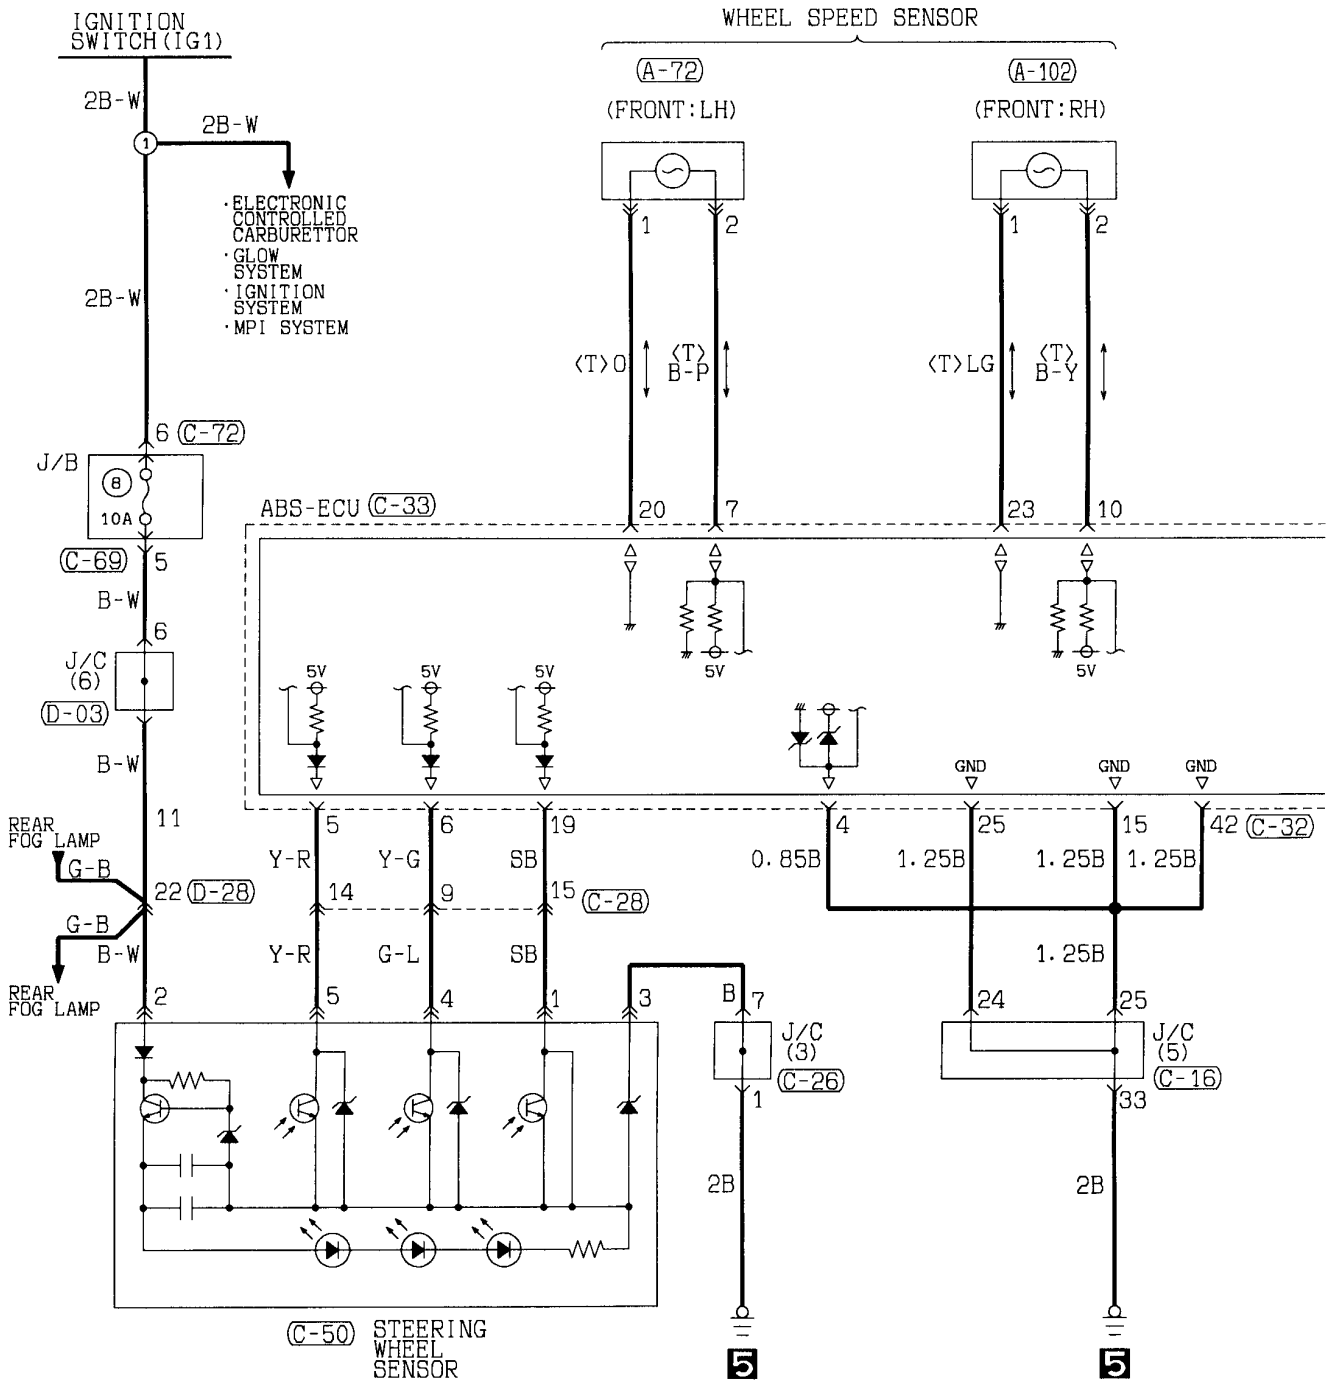 IGNITION
SWITCH(IG1)
WHEEL SPEED SENSOR
A-72
A-102
(FRONT:LH)
(FRONT:RH)
2B-W
2B-W
1
·ELECTRONIC
CONTROLLED
CARBURETTOR
·GLOW
SYSTEM
·IGNITION
SYSTEM
·MPI SYSTEM
1
2
1
2
2B-W
<T>O
<T>
B-P
<T>LG
<T>
B-Y
6
C-72
J/B
8
10A
ABS-ECU
C-33
20
7
23
10
C-69
5
B-W
6
J/C
(6)
D-03
5V
5V
5V
5V
5V
B-W
GND
GND
GND
11
5
6
19
4
25
15
42
C-32
REAR
FOG LAMP
G-B
Y-R
Y-G
SB
0.85B
1.25B
1.25B
1.25B
22
D-28
14
9
15
C-28
G-B
B-W
Y-R
G-L
SB
1.25B
REAR
FOG LAMP
2
5
4
1
3
B
7
24
25
J/C
(3)
C-26
J/C
(5)
C-16
1
33
2B
2B
C-50
STEERING
WHEEL
SENSOR
5
5